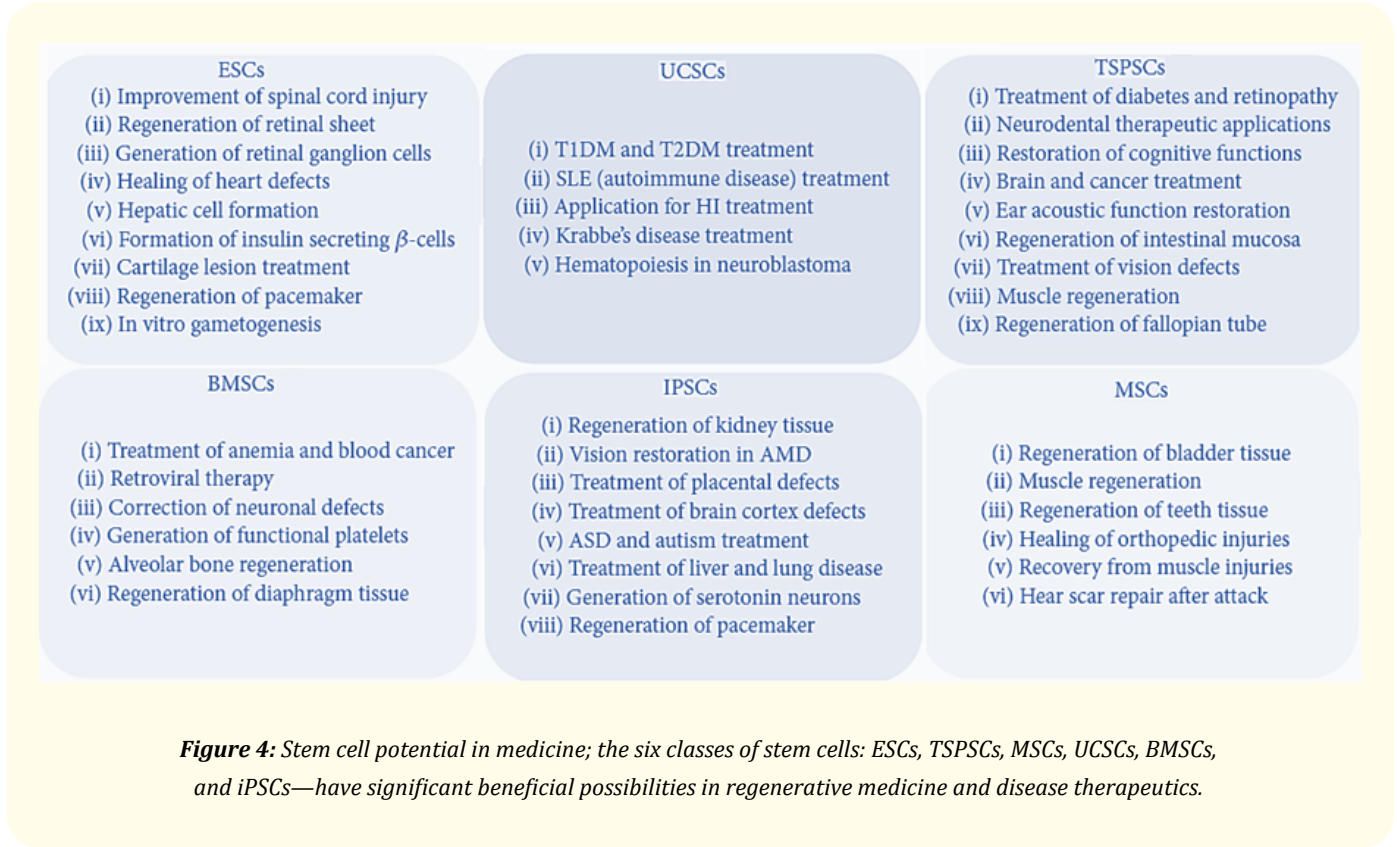 ESCs
(i) Improvement of spinal cord injury
(ii) Regeneration of retinal sheet
(iii) Generation of retinal ganglion cells
(iv) Healing of heart defects
(v) Hepatic cell formation
(vi) Formation of insulin secreting β-cells
(vii) Cartilage lesion treatment
(viii) Regeneration of pacemaker
(ix) In vitro gametogenesis
UCSCs
(i) T1DM and T2DM treatment
(ii) SLE (autoimmune disease) treatment
(iii) Application for HI treatment
(iv) Krabbe's disease treatment
(v) Hematopoiesis in neuroblastoma
TSPSCs
(i) Treatment of diabetes and retinopathy
(ii) Neurodental therapeutic applications
(iii) Restoration of cognitive functions
(iv) Brain and cancer treatment
(v) Ear acoustic function restoration
(vi) Regeneration of intestinal mucosa
(vii) Treatment of vision defects
(viii) Muscle regeneration
(ix) Regeneration of fallopian tube
BMSCs
(i) Treatment of anemia and blood cancer
(ii) Retroviral therapy
(iii) Correction of neuronal defects
(iv) Generation of functional platelets
(v) Alveolar bone regeneration
(vi) Regeneration of diaphragm tissue
IPSCs
(i) Regeneration of kidney tissue
(ii) Vision restoration in AMD
(iii) Treatment of placental defects
(iv) Treatment of brain cortex defects
(v) ASD and autism treatment
(vi) Treatment of liver and lung disease
(vii) Generation of serotonin neurons
(viii) Regeneration of pacemaker
MSCs
(i) Regeneration of bladder tissue
(ii) Muscle regeneration
(iii) Regeneration of teeth tissue
(iv) Healing of orthopedic injuries
(v) Recovery from muscle injuries
(vi) Hear scar repair after attack
Figure 4: Stem cell potential in medicine; the six classes of stem cells: ESCs, TSPSCs, MSCs, UCSCs, BMSCs,
and iPSCs—have significant beneficial possibilities in regenerative medicine and disease therapeutics.